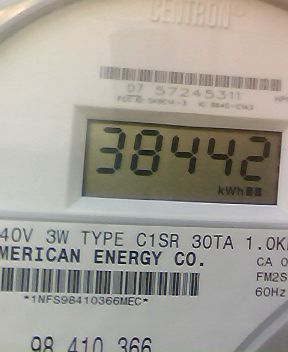 CENTRON®
07 57245311
38442
kWh
40V 3W TYPE C1SR 30TA 1.0K
MERICAN ENERGY CO.
CA 0
FM2S
60Hz
*1NFS98410366MEC*
98 410 366